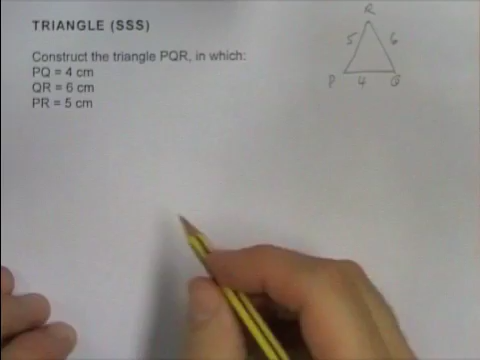 TRIANGLE (SSS)
Construct the triangle PQR, in which:
PQ = 4 cm
QR = 6 cm
PR = 5 cm
R
5 6
P 4 Q